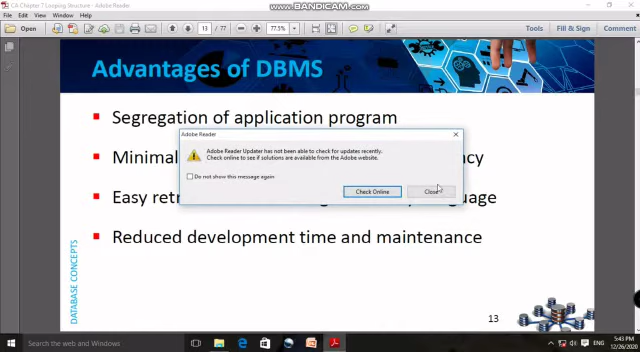 www.BANDICAM.com
CA Chapter 7 Looping Structure - Adobe Reader
File Edit View Window Help
Open 13 / 77 77.5% Tools Fill & Sign Comment
Advantages of DBMS
Segregation of application program
Adobe Reader
Adobe Reader Updater has not been able to check for updates recently.
Check online to see if solutions are available from the Adobe website.
Do not show this message again
Check Online Close
Minimal
Easy
Reduced development time and maintenance
DATABASE CONCEPTS
13
Search the web and Windows
5:43 PM
12/26/2020